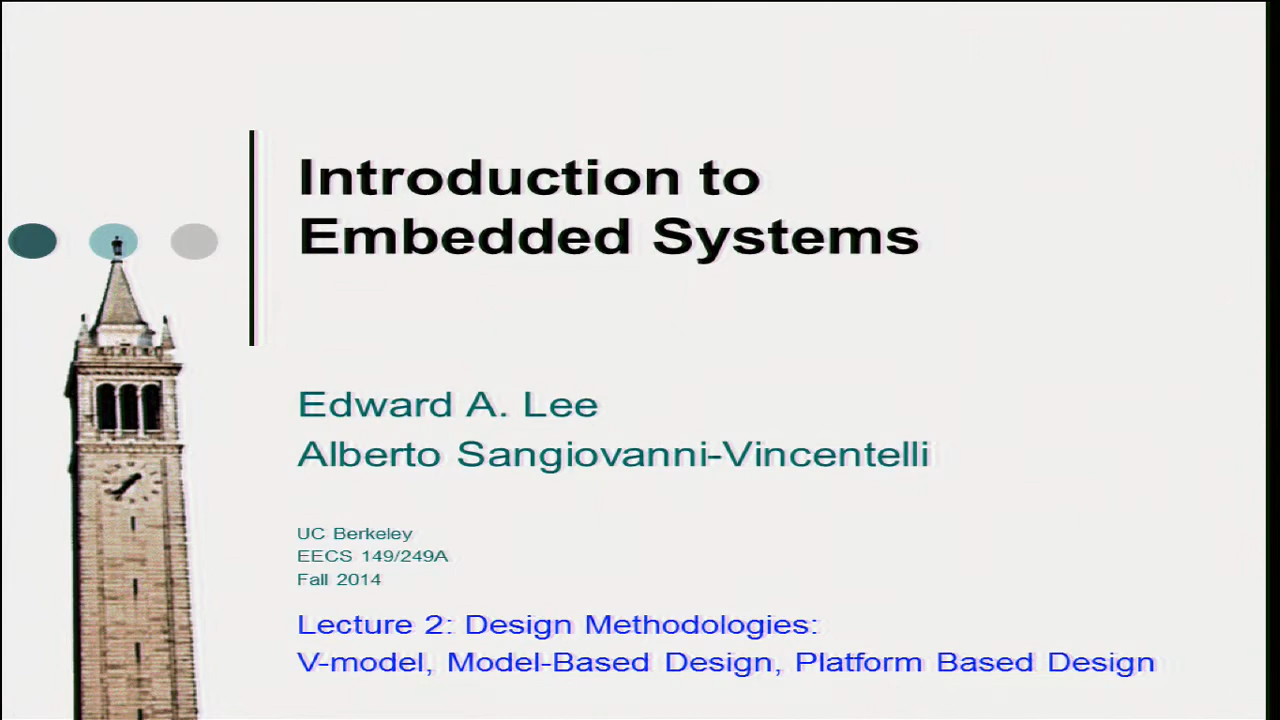 Introduction to
Embedded Systems
Edward A. Lee
Alberto Sangiovanni-Vincentelli
UC Berkeley
EECS 149/249A
Fall 2014
Lecture 2: Design Methodologies:
V-model, Model-Based Design, Platform Based Design